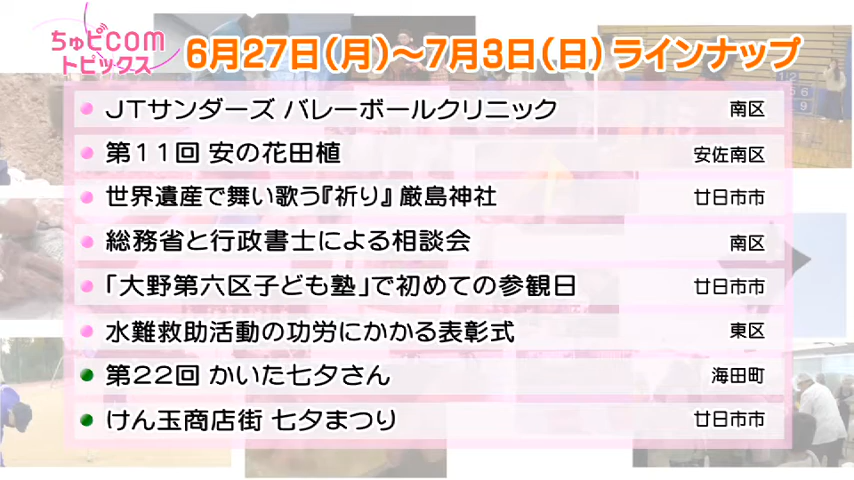 ちゅピCOM
トピックス
6月27日(月)~7月3日(日) ラインナップ
JTサンダーズ バレーボールクリニック 南区
第11回 安の花田植 安佐南区
世界遺産で舞い歌う『祈り』 厳島神社 廿日市市
総務省と行政書士による相談会 南区
「大野第六区子ども塾」で初めての参観日 廿日市市
水難救助活動の功労にかかる表彰式 東区
第22回 かいた七夕さん 海田町
けん玉商店街 七夕まつり 廿日市市